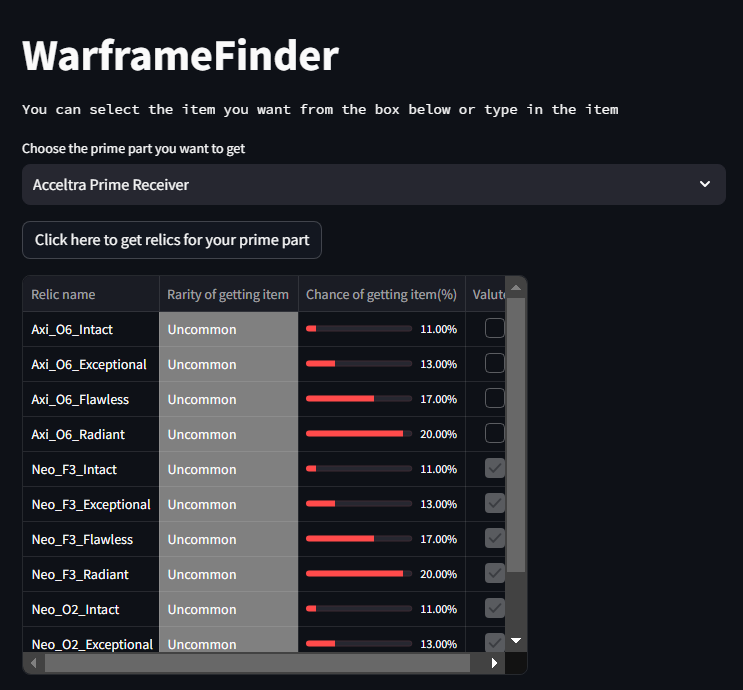 WarframeFinder
You can select the item you want from the box below or type in the item
Choose the prime part you want to get
Acceltra Prime Receiver
Click here to get relics for your prime part
Relic name Rarity of getting item Chance of getting item(%) Valute
Axi_O6_Intact Uncommon 11.00%
Axi_O6_Exceptional Uncommon 13.00%
Axi_O6_Flawless Uncommon 17.00%
Axi_O6_Radiant Uncommon 20.00%
Neo_F3_Intact Uncommon 11.00%
Neo_F3_Exceptional Uncommon 13.00%
Neo_F3_Flawless Uncommon 17.00%
Neo_F3_Radiant Uncommon 20.00%
Neo_O2_Intact Uncommon 11.00%
Neo_O2_Exceptional Uncommon 13.00%